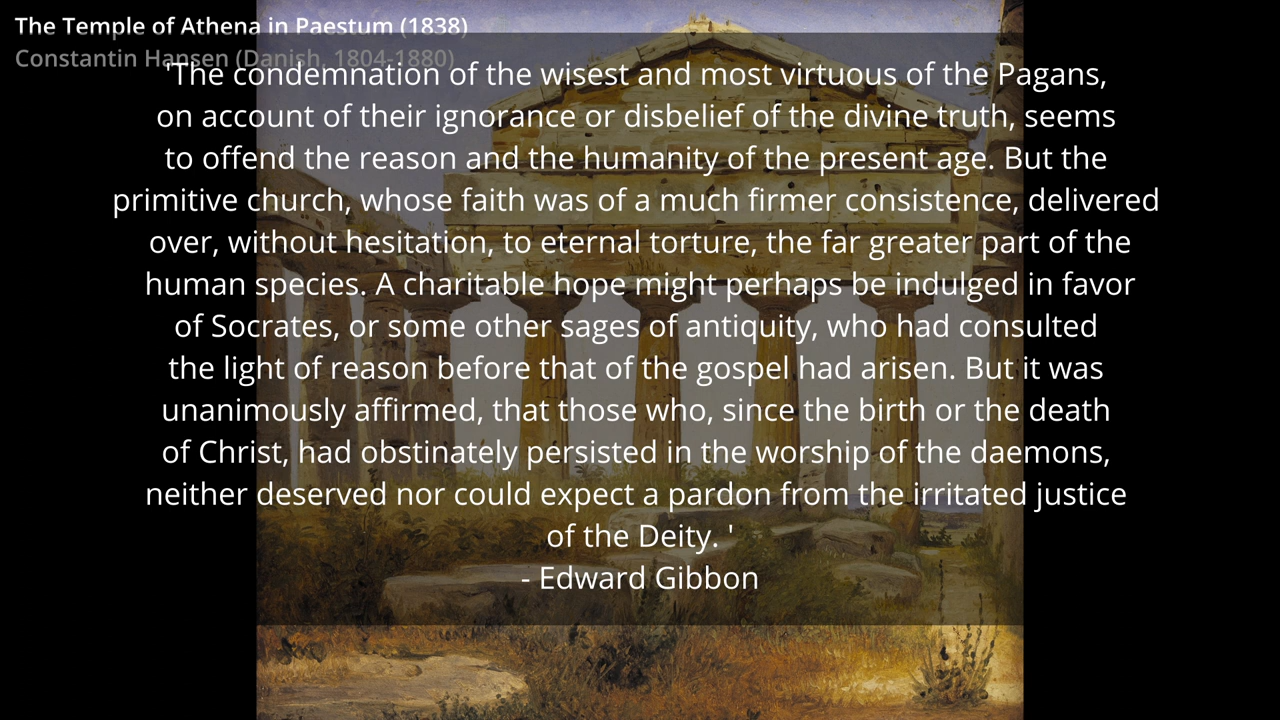 The Temple of Athena in Paestum (1838)
Constantin Hansen (Danish, 1804-1880)
'The condemnation of the wisest and most virtuous of the Pagans,
on account of their ignorance or disbelief of the divine truth, seems
to offend the reason and the humanity of the present age. But the
primitive church, whose faith was of a much firmer consistence, delivered
over, without hesitation, to eternal torture, the far greater part of the
human species. A charitable hope might perhaps be indulged in favor
of Socrates, or some other sages of antiquity, who had consulted
the light of reason before that of the gospel had arisen. But it was
unanimously affirmed, that those who, since the birth or the death
of Christ, had obstinately persisted in the worship of the daemons,
neither deserved nor could expect a pardon from the irritated justice
of the Deity. '
- Edward Gibbon